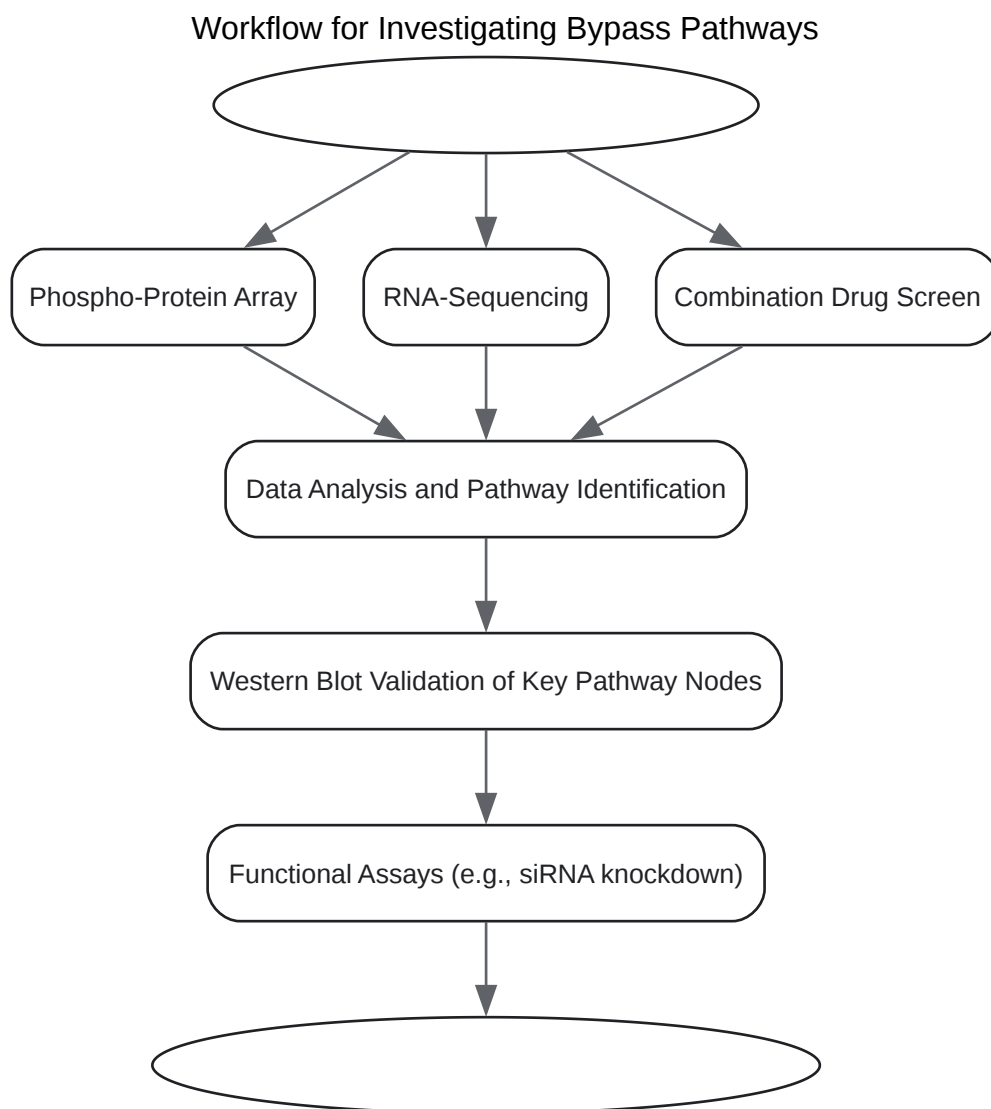 Workflow for Investigating Bypass Pathways
Phospho-Protein Array
RNA-Sequencing
Combination Drug Screen
Data Analysis and Pathway Identification
Western Blot Validation of Key Pathway Nodes
Functional Assays (e.g., siRNA knockdown)